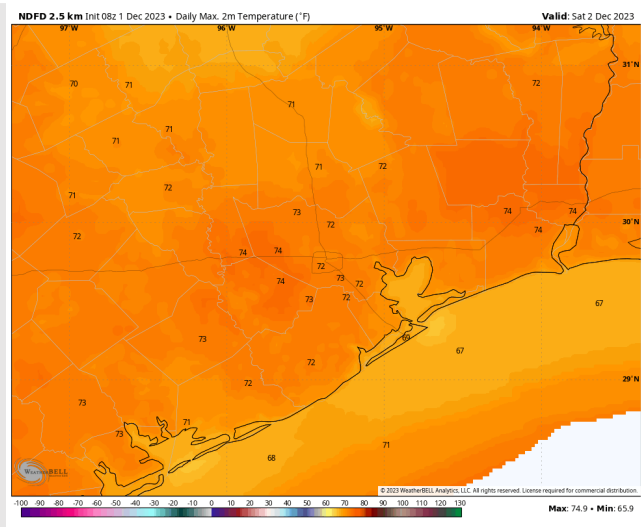 NDFD 2.5 km Init 08z 1 Dec 2023 • Daily Max. 2m Temperature (°F)
Valid: Sat 2 Dec 2023
97°W 96°W 95°W 94°W
31°N
70 71 72
71
71
71
71 72
72
71
73 74 74
72 30°N
72 74
74 74
72
73
74 72
73 72
67
69
73 67
72
29°N
72
73
71
73
71
68
WeatherBELL
© 2023 WeatherBELL Analytics, LLC. All rights reserved. License required for commercial distribution.
-100 -90 -80 -70 -60 -50 -40 -30 -20 -10 0 10 20 30 40 50 60 70 80 90 100 110 120 130
Max: 74.9 • Min: 65.9